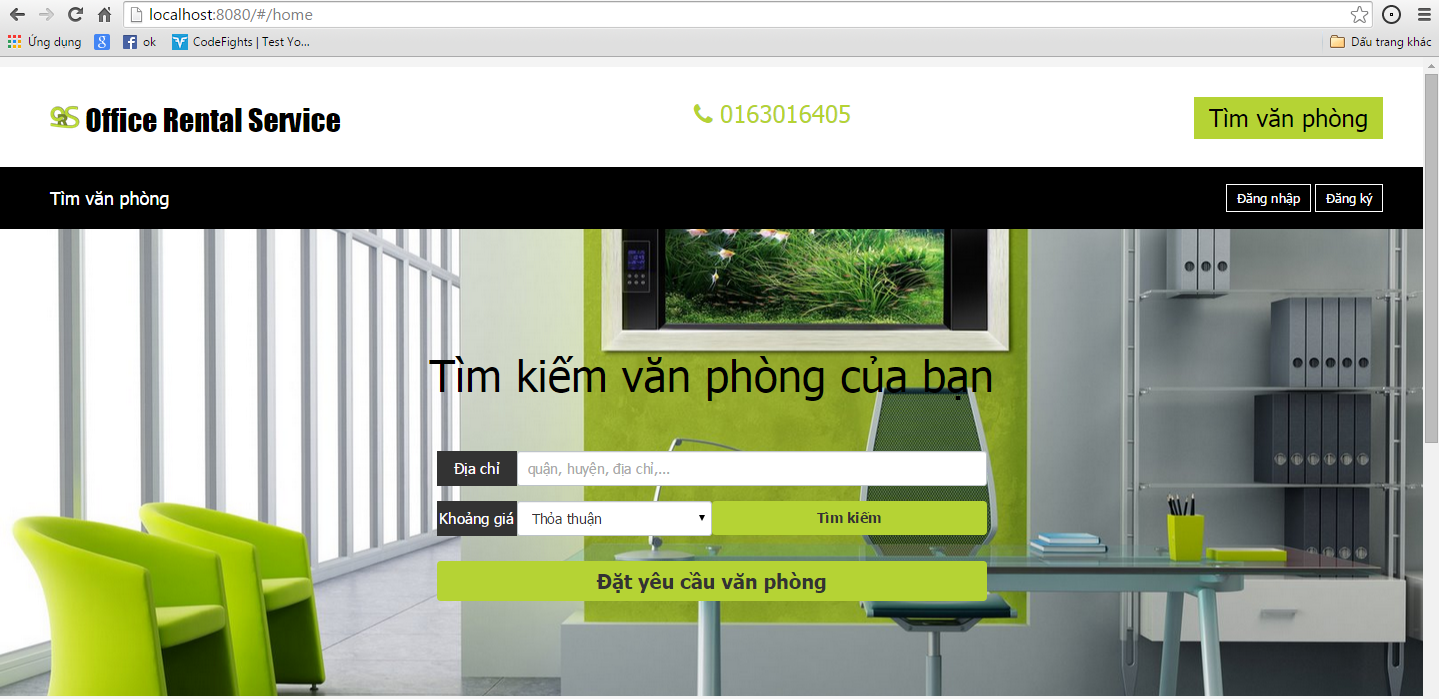 localhost:8080/#/home
Ứng dụng ok CodeFights | Test Yo... Dấu trang khác
Office Rental Service 0163016405 Tìm văn phòng
Tìm văn phòng Đăng nhập Đăng ký
Tìm kiếm văn phòng của bạn
Địa chỉ quận, huyện, địa chỉ,...
Khoảng giá Thỏa thuận Tìm kiếm
Đặt yêu cầu văn phòng